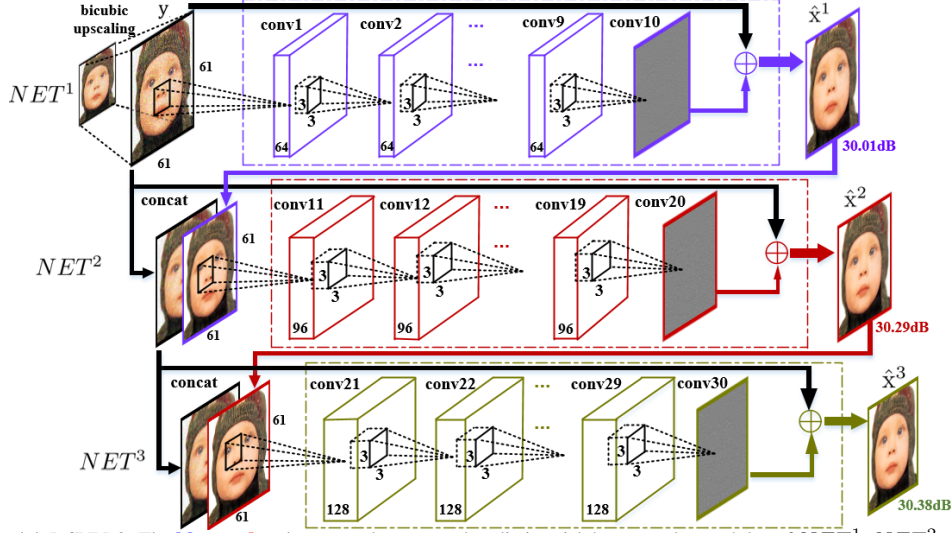 bicubic upscaling
y
conv1
conv2
...
conv9
conv10
x̂¹
NET¹
61
3
3
3
3
3
3
...
64
64
64
61
30.01dB
concat
conv11
conv12
...
conv19
conv20
x̂²
NET²
61
3
3
3
3
3
3
...
96
96
96
61
30.29dB
concat
conv21
conv22
...
conv29
conv30
x̂³
NET³
61
3
3
3
3
3
3
...
128
128
128
61
30.38dB